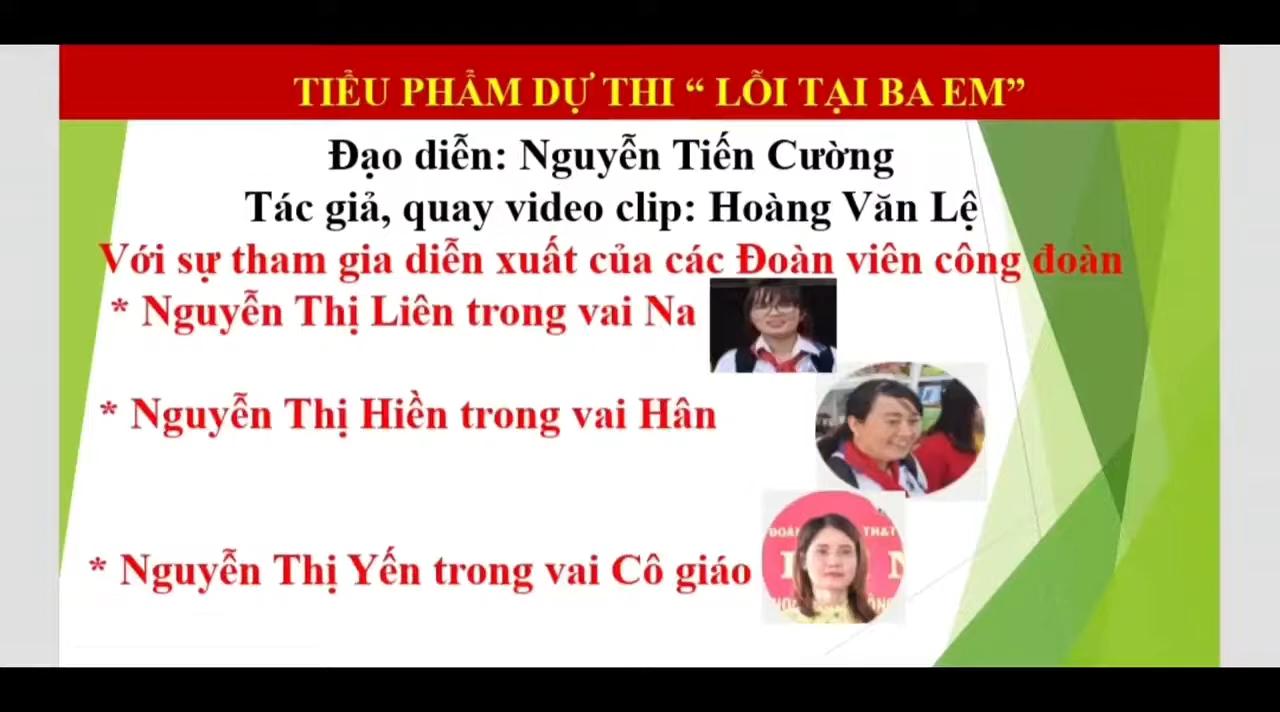 TIỂU PHẨM DỰ THI “ LỖI TẠI BA EM”
Đạo diễn: Nguyễn Tiến Cường
Tác giả, quay video clip: Hoàng Văn Lệ
Với sự tham gia diễn xuất của các Đoàn viên công đoàn
* Nguyễn Thị Liên trong vai Na
* Nguyễn Thị Hiền trong vai Hân
* Nguyễn Thị Yến trong vai Cô giáo